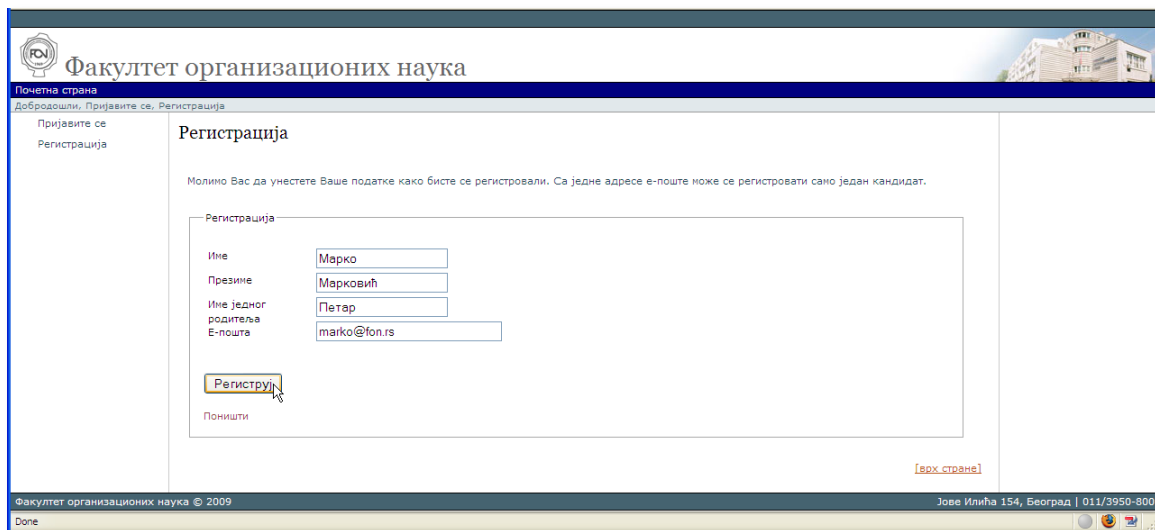 FON
Факултет организационих наука
Почетна страна
Добродошли, Пријавите се, Регистрација
Пријавите се
Регистрација
Регистрација
Молимо Вас да унестете Ваше податке како бисте се регистровали. Са једне адресе е-поште може се регистровати само један кандидат.
Регистрација
Име
Марко
Презиме
Марковић
Име једног
родитеља
Петар
Е-пошта
marko@fon.rs
Региструј
Поништи
[врх стране]
Факултет организационих наука © 2009
Јове Илића 154, Београд | 011/3950-800
Done